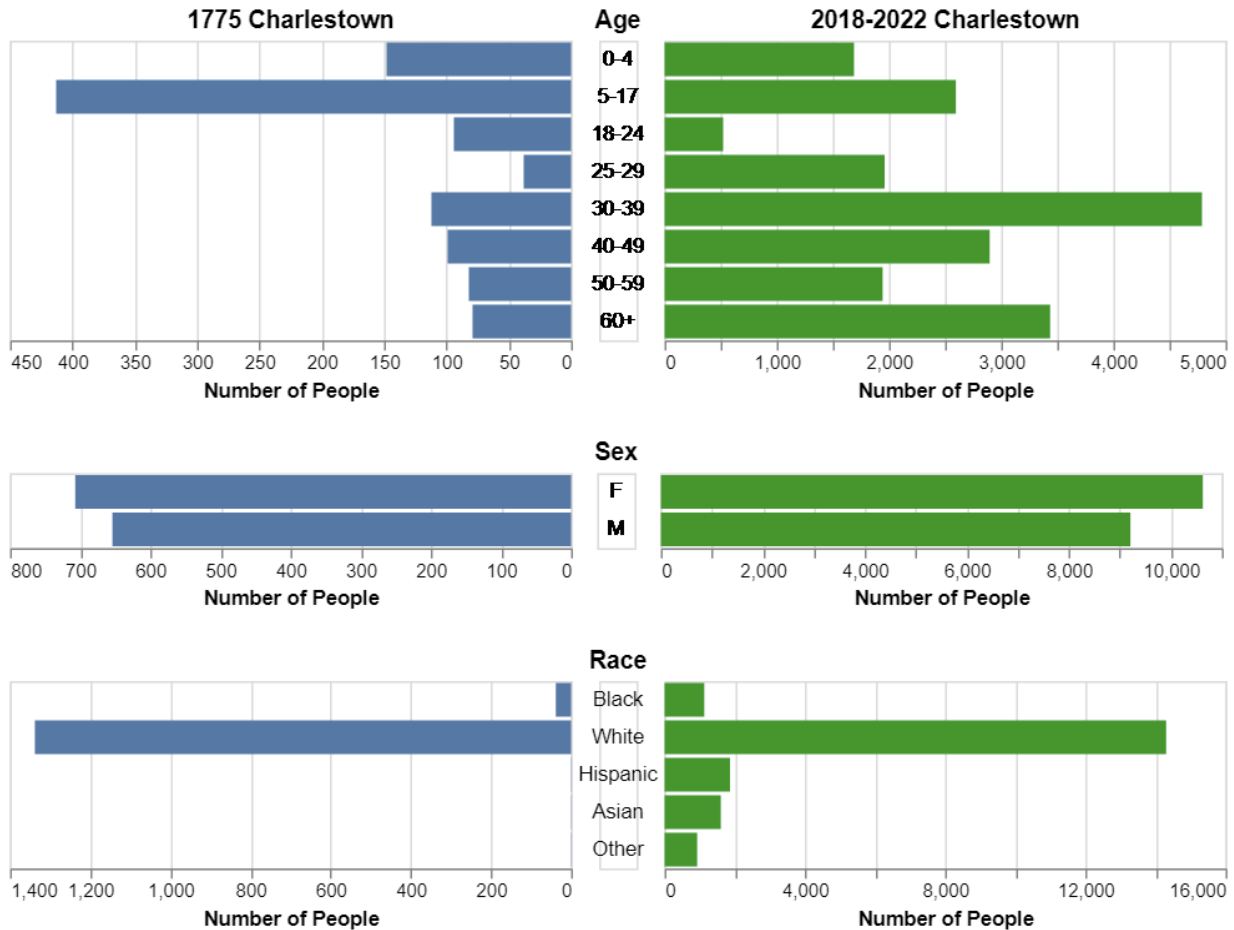 1775 Charlestown Age 2018-2022 Charlestown
0-4
5-17
18-24
25-29
30-39
40-49
50-59
60+
450 400 350 300 250 200 150 100 50 0 0 1,000 2,000 3,000 4,000 5,000
Number of People Number of People
Sex
F
M
800 700 600 500 400 300 200 100 0 0 2,000 4,000 6,000 8,000 10,000
Number of People Number of People
Race
Black
White
Hispanic
Asian
Other
1,400 1,200 1,000 800 600 400 200 0 0 4,000 8,000 12,000 16,000
Number of People Number of People